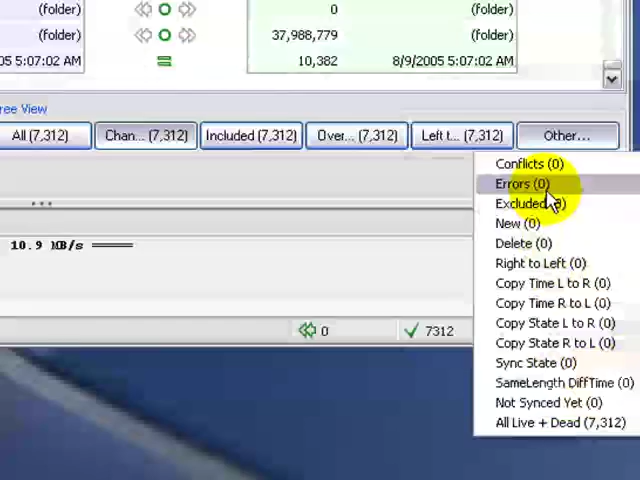 (folder) 0
(folder) 37,988,779
005 5:07:02 AM 10,382 8/9/2005 5:07:02 AM
ree View
All (7,312) Chan... (7,312) Included (7,312) Over... (7,312) Left t... (7,312) Other...
Conflicts (0)
Errors (0)
Excluded
New (0)
Delete (0)
Right to Left (0)
Copy Time L to R (0)
Copy Time R to L (0)
Copy State L to R (0)
Copy State R to L (0)
Sync State (0)
SameLength DiffTime (0)
Not Synced Yet (0)
All Live + Dead (7,312)
10.9 MB/s
0 7312